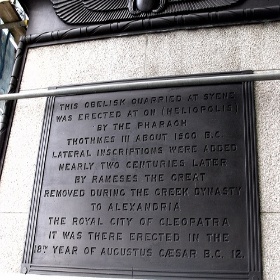 THIS OBELISK QUARRIED AT SYENE
WAS ERECTED AT ON (HELIOPOLIS)
BY THE PHARAOH
THOTHMES III ABOUT 1500 B.C.
LATERAL INSCRIPTIONS WERE ADDED
NEARLY TWO CENTURIES LATER
BY RAMESES THE GREAT
REMOVED DURING THE GREEK DYNASTY
TO ALEXANDRIA
THE ROYAL CITY OF CLEOPATRA
IT WAS THERE ERECTED IN THE
18TH YEAR OF AUGUSTUS CÆSAR B.C. 12.